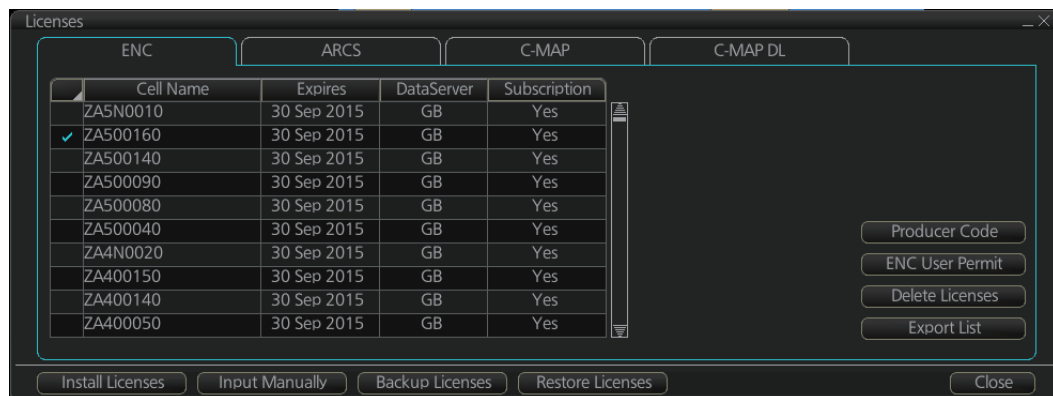 Licenses
ENC ARCS C-MAP C-MAP DL
Cell Name Expires DataServer Subscription
ZA5N0010 30 Sep 2015 GB Yes
ZA500160 30 Sep 2015 GB Yes
ZA500140 30 Sep 2015 GB Yes
ZA500090 30 Sep 2015 GB Yes
ZA500080 30 Sep 2015 GB Yes
ZA500040 30 Sep 2015 GB Yes
ZA4N0020 30 Sep 2015 GB Yes
ZA400150 30 Sep 2015 GB Yes
ZA400140 30 Sep 2015 GB Yes
ZA400050 30 Sep 2015 GB Yes
Producer Code
ENC User Permit
Delete Licenses
Export List
Install Licenses Input Manually Backup Licenses Restore Licenses Close